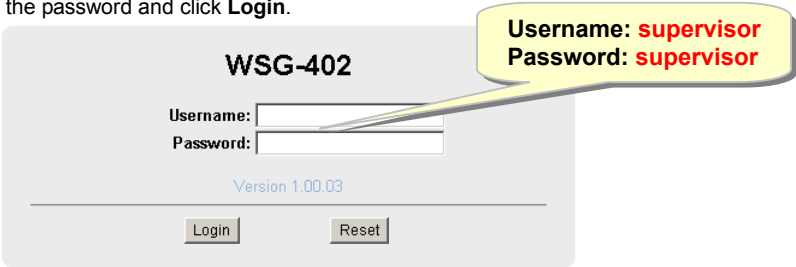 the password and click Login.
Username: supervisor
Password: supervisor
WSG-402
Username:
Password:
Version 1.00.03
Login Reset